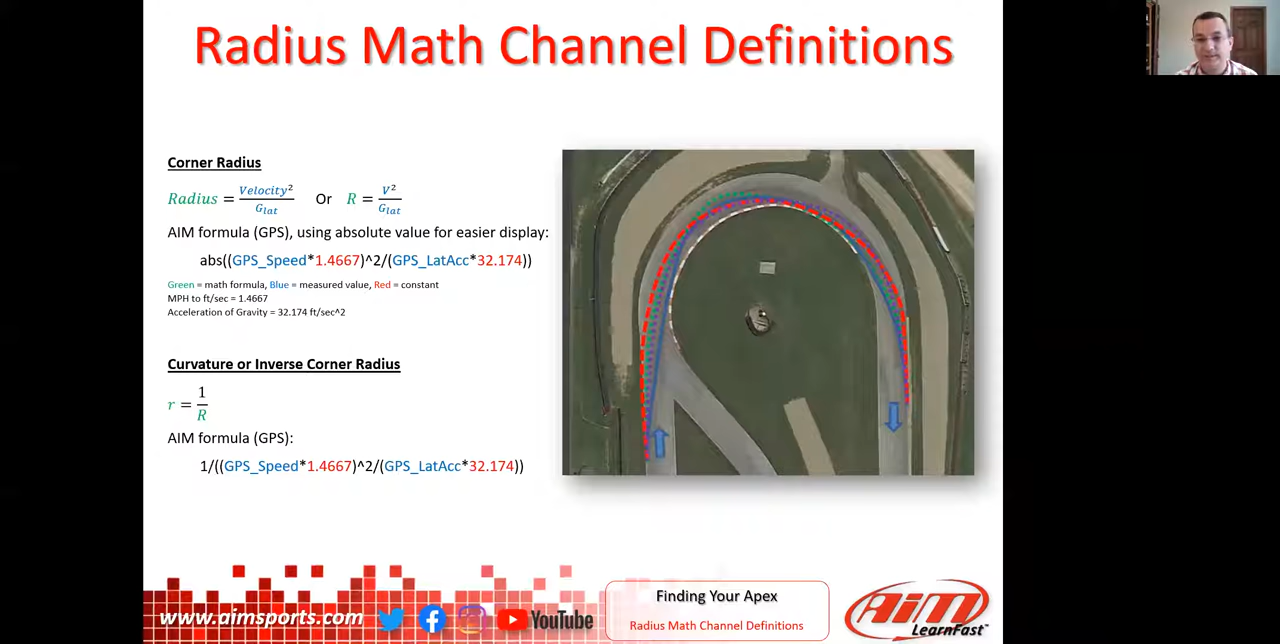 Radius Math Channel Definitions
Corner Radius
Radius = Velocity² / G_lat Or R = V² / G_lat
AIM formula (GPS), using absolute value for easier display:
abs((GPS_Speed*1.4667)^2/(GPS_LatAcc*32.174))
Green = math formula, Blue = measured value, Red = constant
MPH to ft/sec = 1.4667
Acceleration of Gravity = 32.174 ft/sec^2
Curvature or Inverse Corner Radius
r = 1 / R
AIM formula (GPS):
1/((GPS_Speed*1.4667)^2/(GPS_LatAcc*32.174))
www.aimsports.com
YouTube
Finding Your Apex
Radius Math Channel Definitions
AiM
LearnFast™